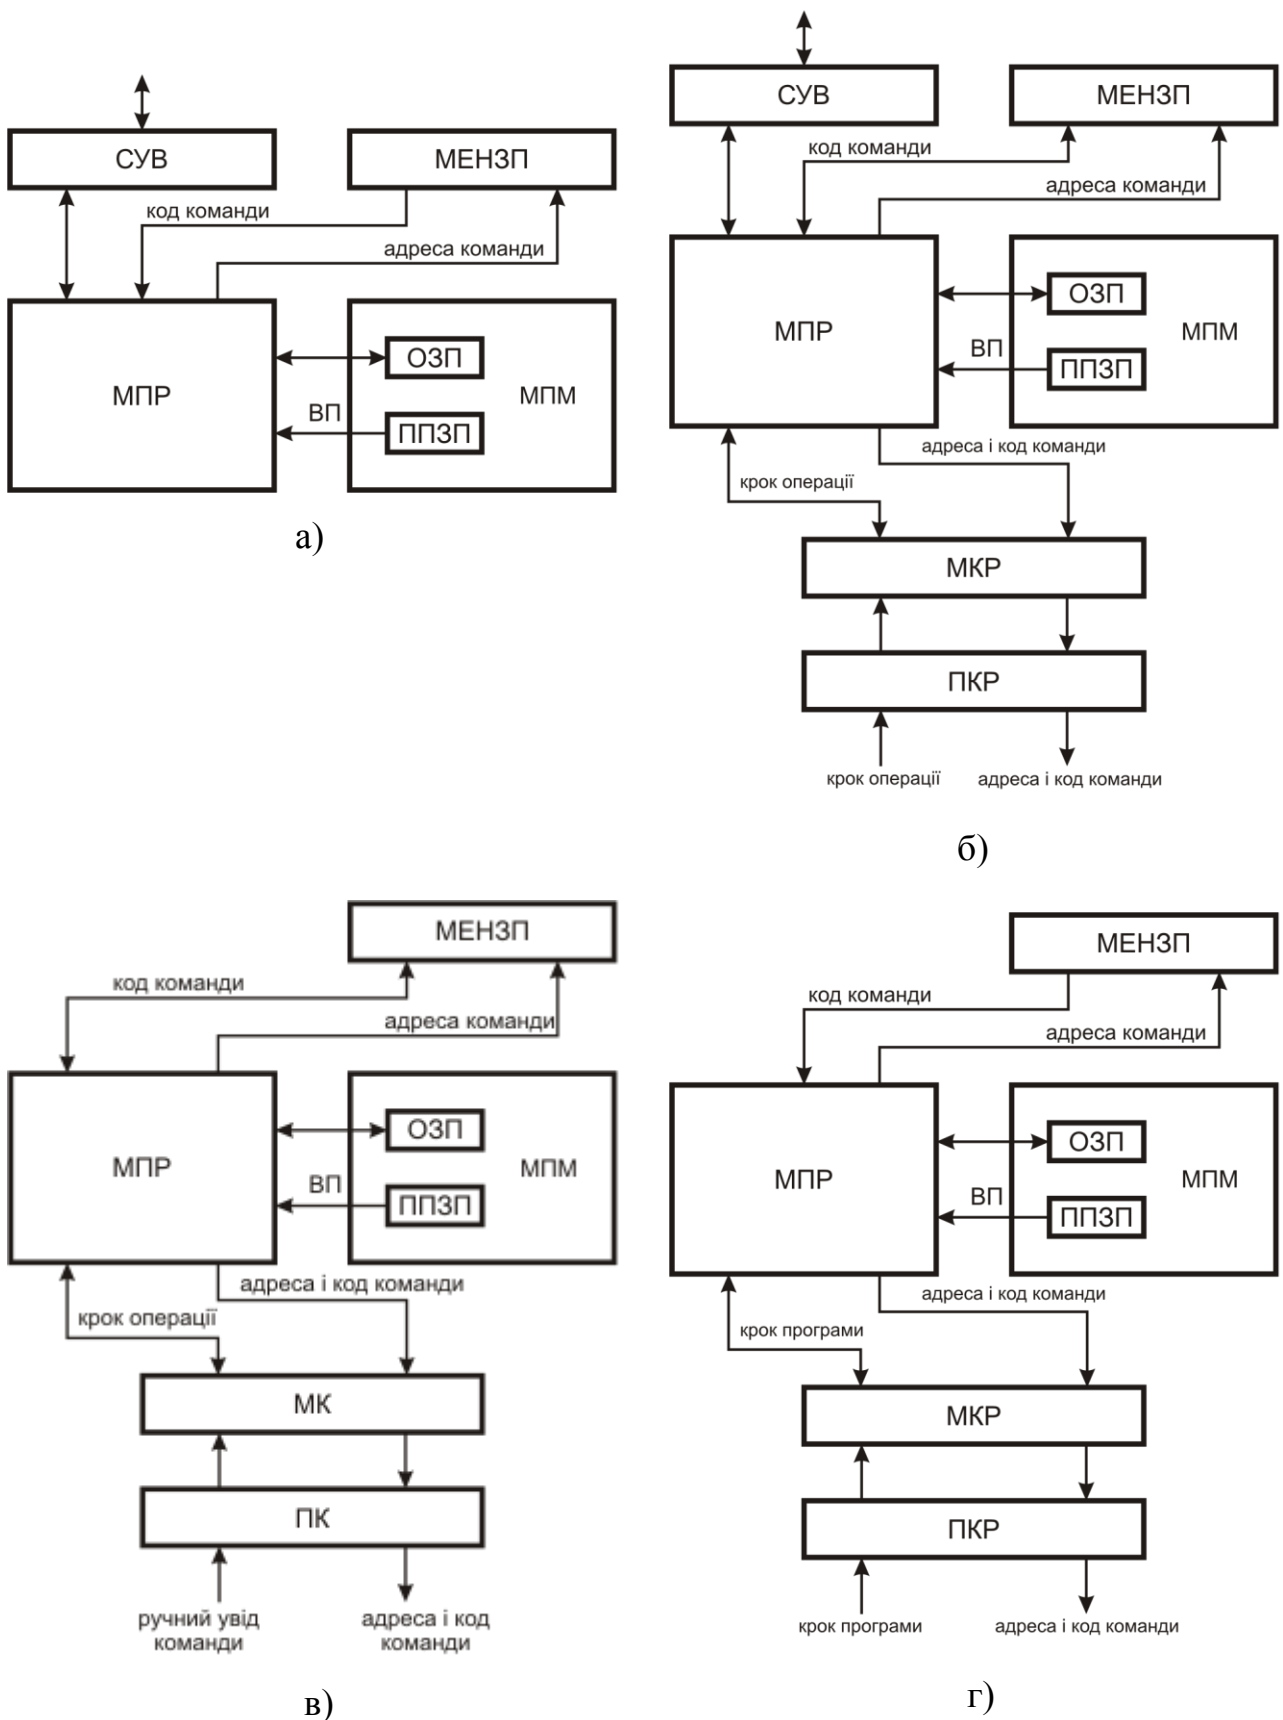 СУВ
МЕНЗП
код команди
адреса команди
МПР
ОЗП
МПМ
ВП
ППЗП
а)
СУВ
МЕНЗП
код команди
адреса команди
МПР
ОЗП
МПМ
ВП
ППЗП
адреса і код команди
крок операції
МКР
ПКР
крок операції
адреса і код команди
б)
МЕНЗП
код команди
адреса команди
МПР
ОЗП
МПМ
ВП
ППЗП
адреса і код команди
крок операції
МК
ПК
ручний увід
команди
адреса і код
команди
в)
МЕНЗП
код команди
адреса команди
МПР
ОЗП
МПМ
ВП
ППЗП
адреса і код команди
крок програми
МКР
ПКР
крок програми
адреса і код команди
г)